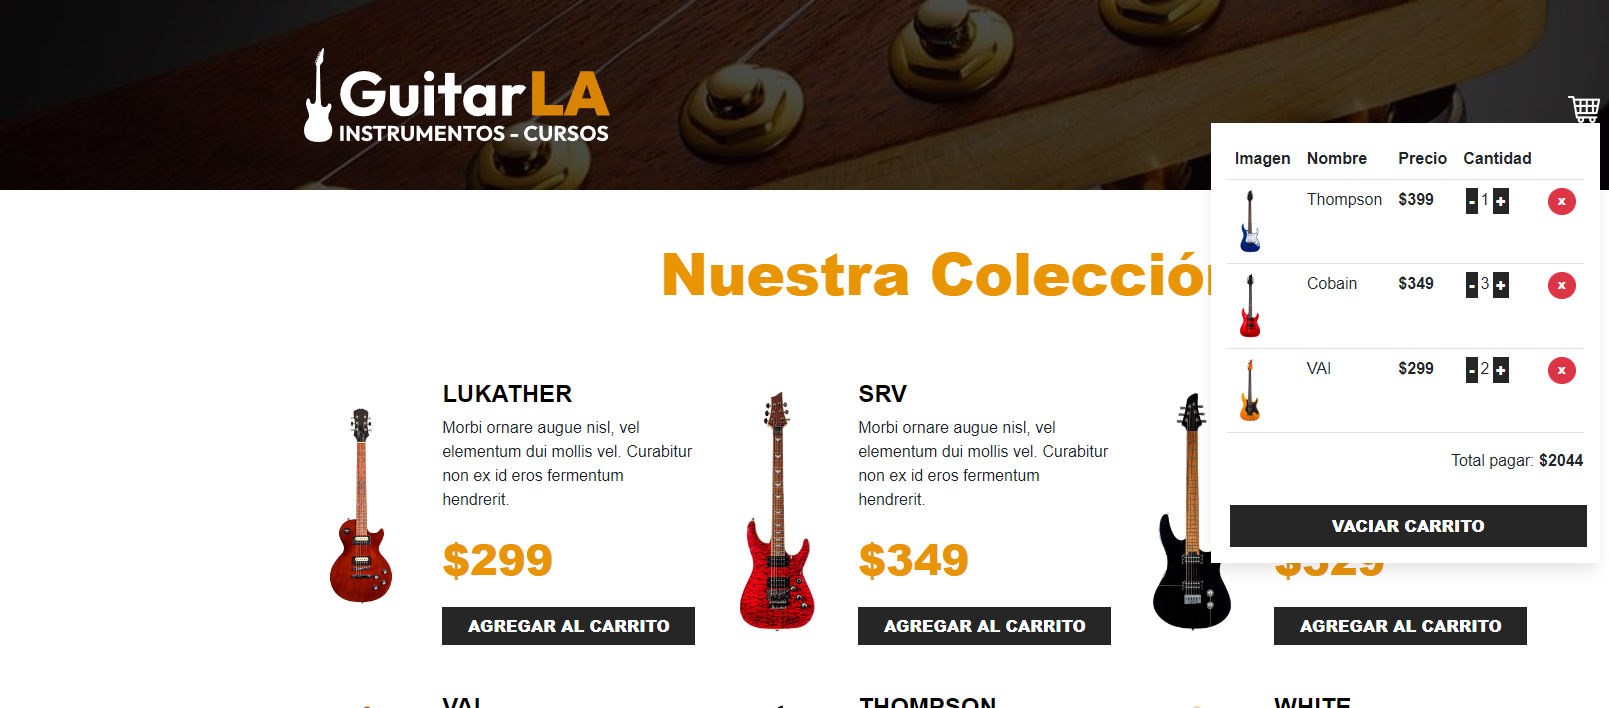 GuitarLA
INSTRUMENTOS - CURSOS
Imagen Nombre Precio Cantidad
Thompson $399 - 1 + x
Cobain $349 - 3 + x
VAI $299 - 2 + x
Total pagar: $2044
VACIAR CARRITO
Nuestra Colección
LUKATHER
Morbi ornare augue nisl, vel
elementum dui mollis vel. Curabitur
non ex id eros fermentum
hendrerit.
$299
AGREGAR AL CARRITO
SRV
Morbi ornare augue nisl, vel
elementum dui mollis vel. Curabitur
non ex id eros fermentum
hendrerit.
$349
AGREGAR AL CARRITO
$329
AGREGAR AL CARRITO
VAI
THOMPSON
WHITE